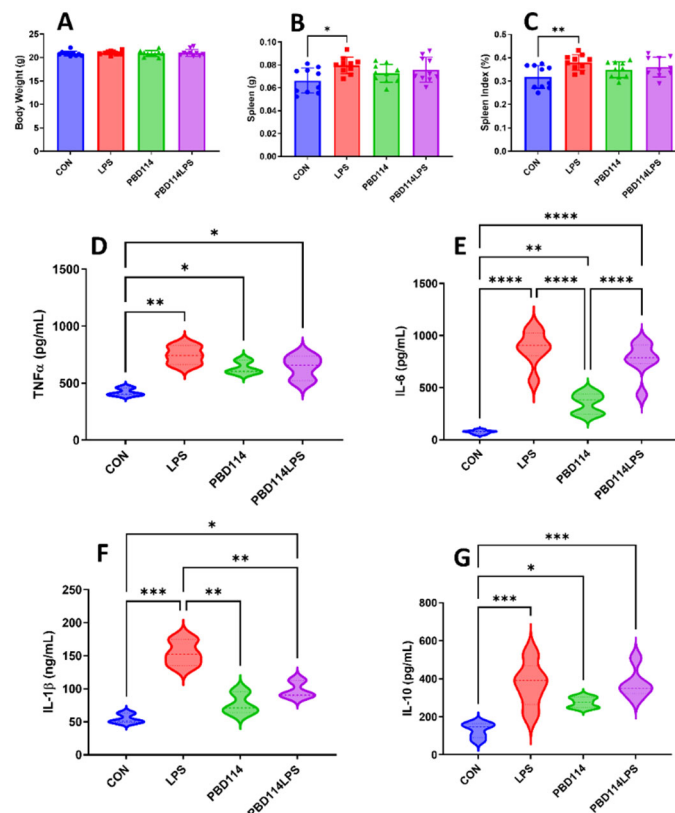 A
Body Weight (g)
25
20
15
10
5
0
CON
LPS
PBD114
PBD114LPS
B
*
Spleen (g)
0.10
0.08
0.06
0.04
0.02
0.00
CON
LPS
PBD114
PBD114LPS
C
**
Spleen Index (%)
0.5
0.4
0.3
0.2
0.1
0.0
CON
LPS
PBD114
PBD114LPS
D
*
*
**
TNFα (pg/mL)
1500
1000
500
0
CON
LPS
PBD114
PBD114LPS
E
****
**
**** **** ****
IL-6 (pg/mL)
1500
1000
500
0
CON
LPS
PBD114
PBD114LPS
F
*
**
*** **
IL-1β (ng/mL)
250
200
150
100
50
0
CON
LPS
PBD114
PBD114LPS
G
***
*
***
IL-10 (pg/mL)
800
600
400
200
0
CON
LPS
PBD114
PBD114LPS